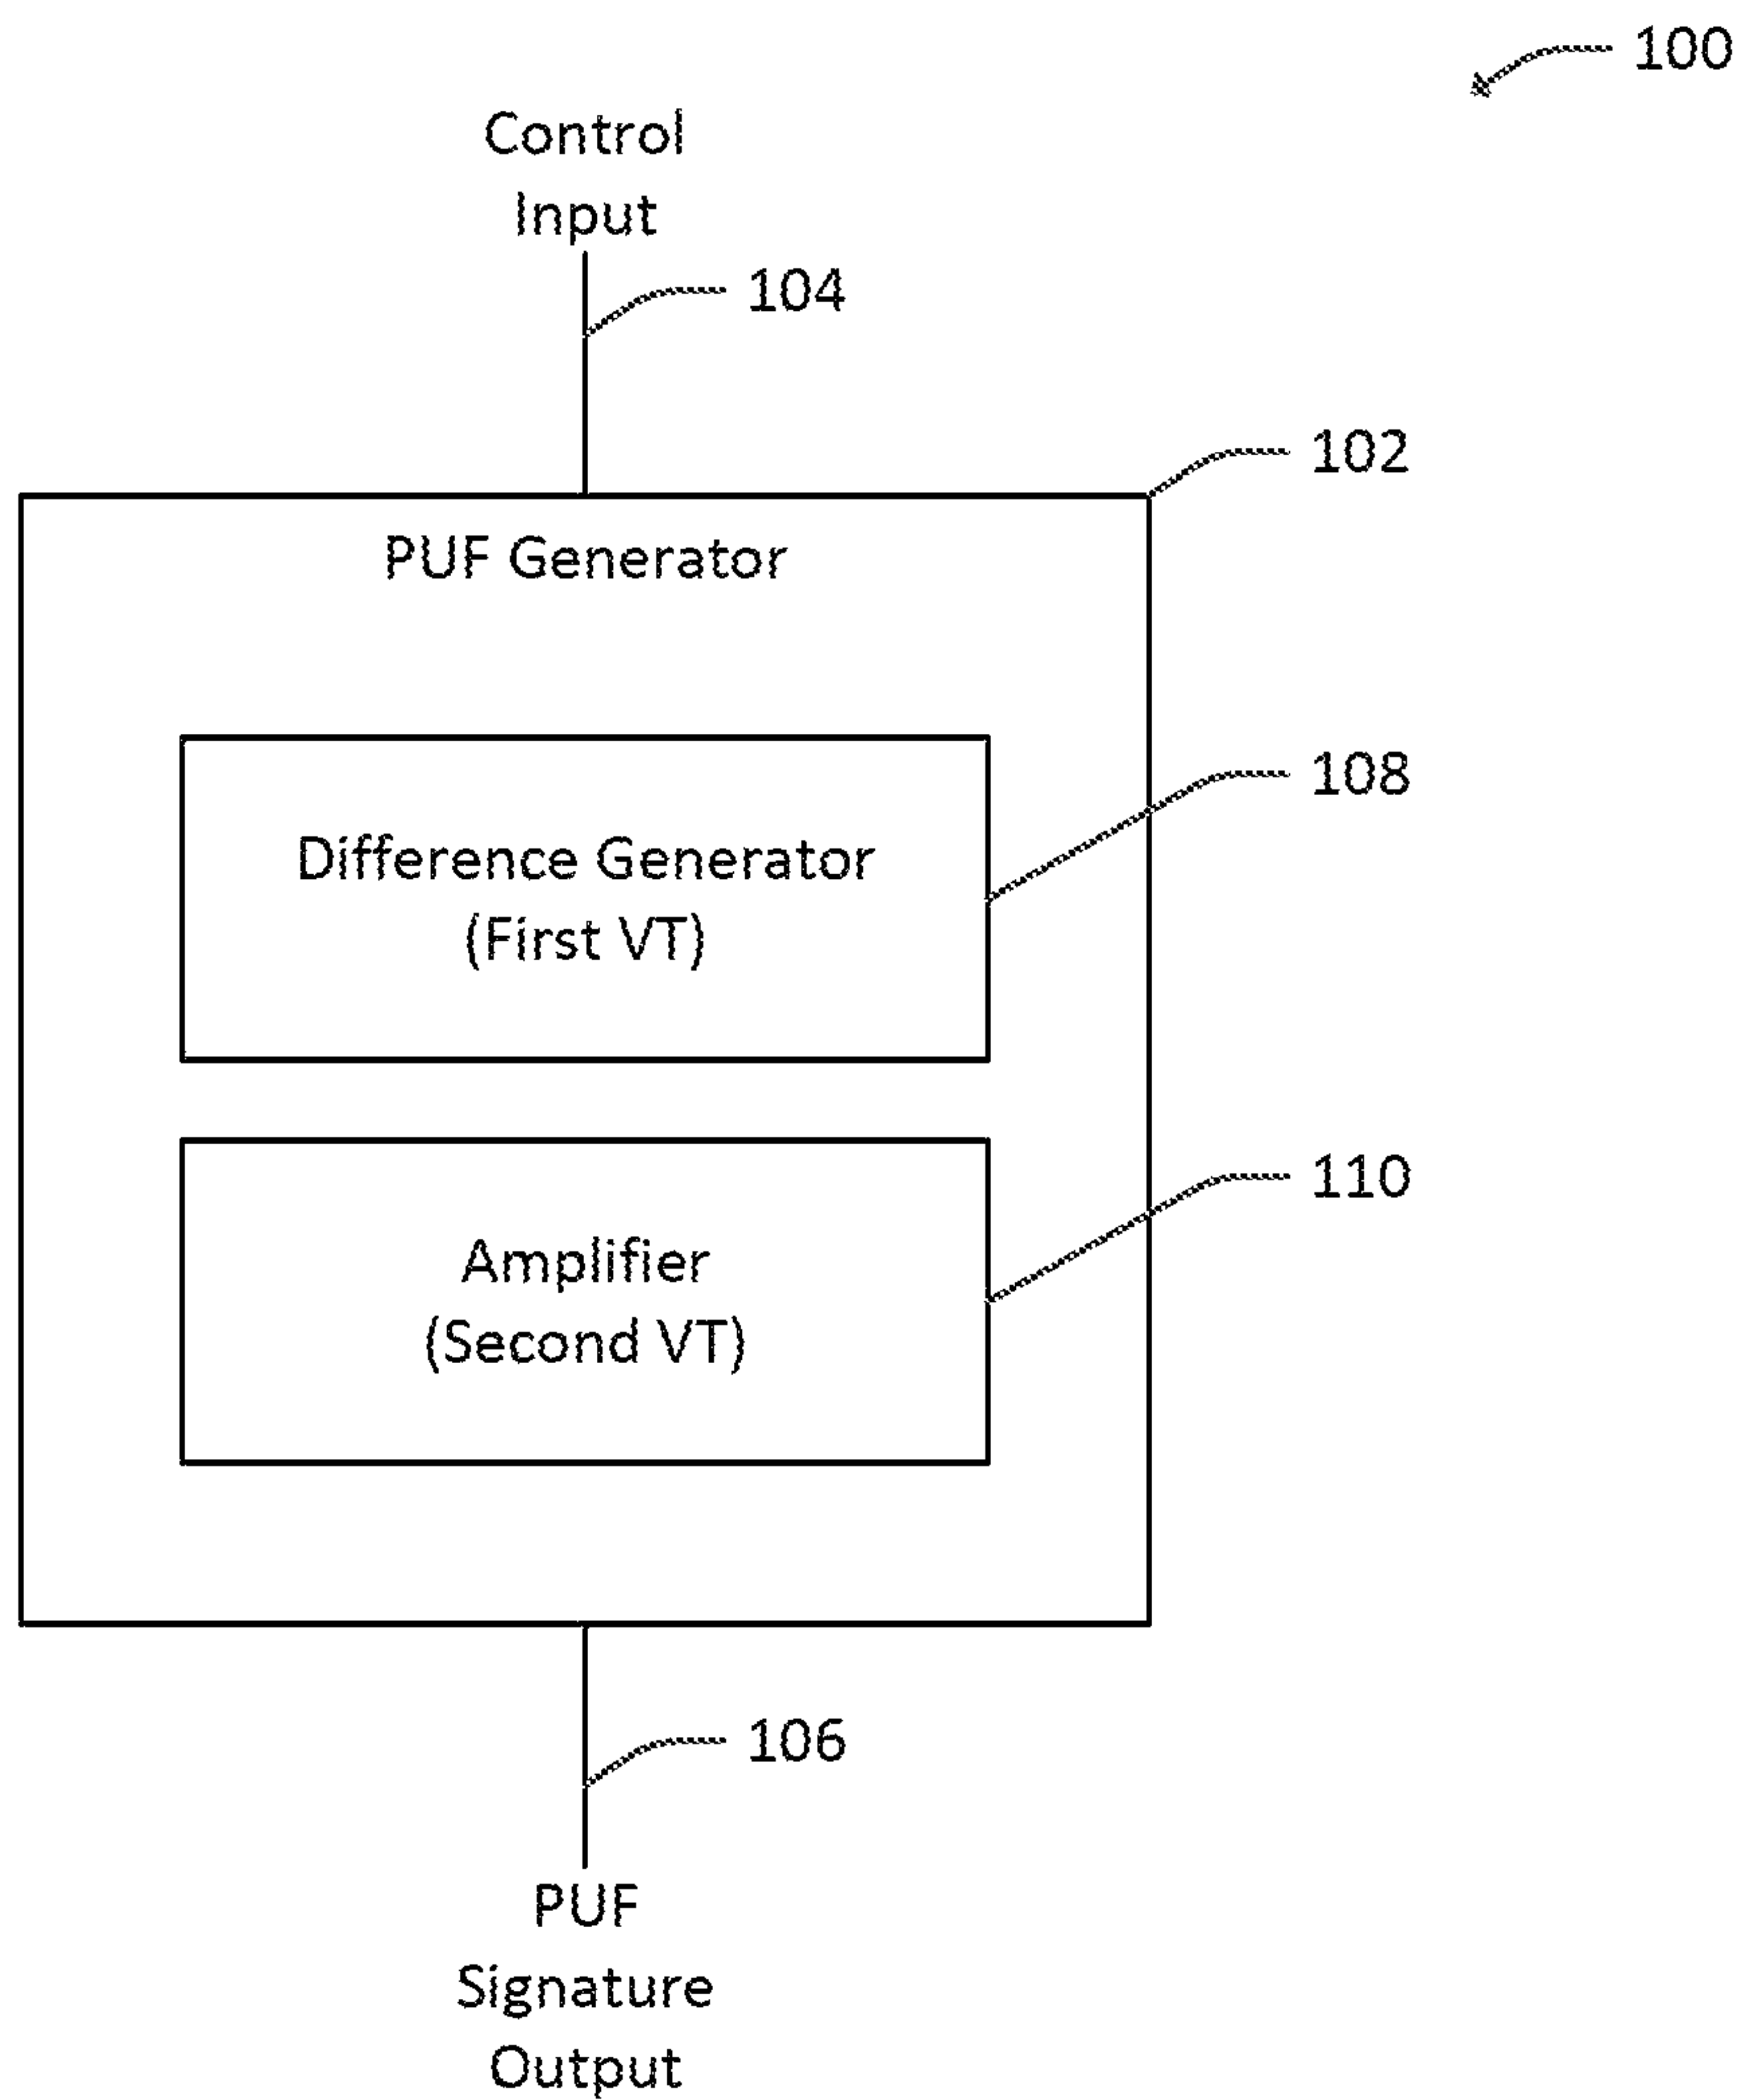 100
Control
Input
104
102
PUF Generator
108
Difference Generator
(First VT)
110
Amplifier
(Second VT)
106
PUF
Signature
Output